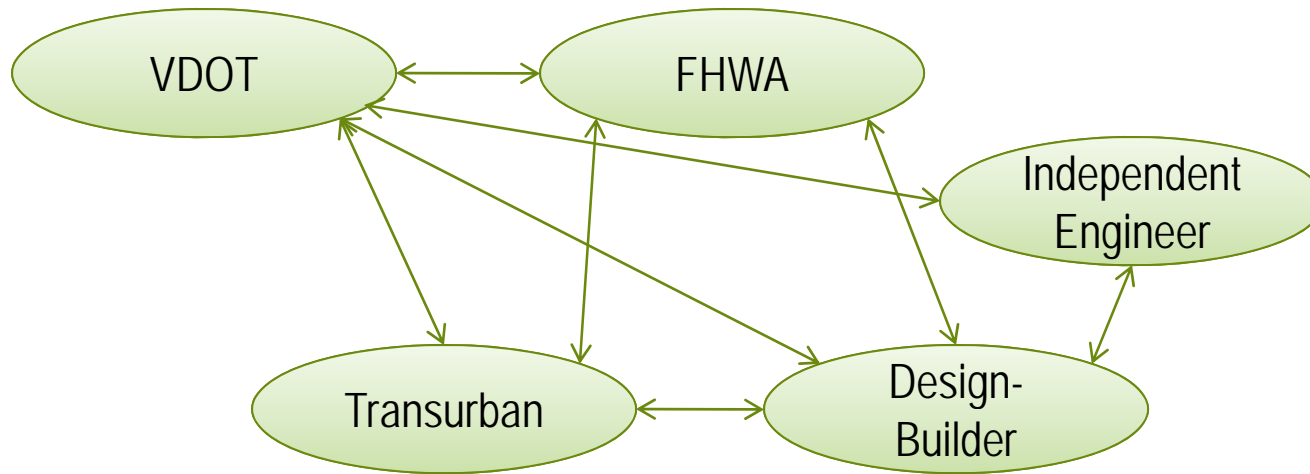 VDOT
FHWA
Independent
Engineer
Transurban
Design-
Builder